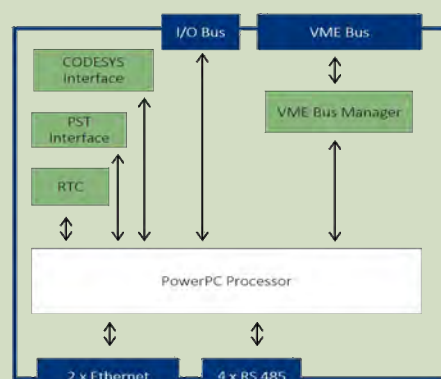 I/O Bus
VME Bus
CODESYS
Interface
VME Bus Manager
PST
Interface
RTC
PowerPC Processor
2 x Ethernet
4 x RS 485